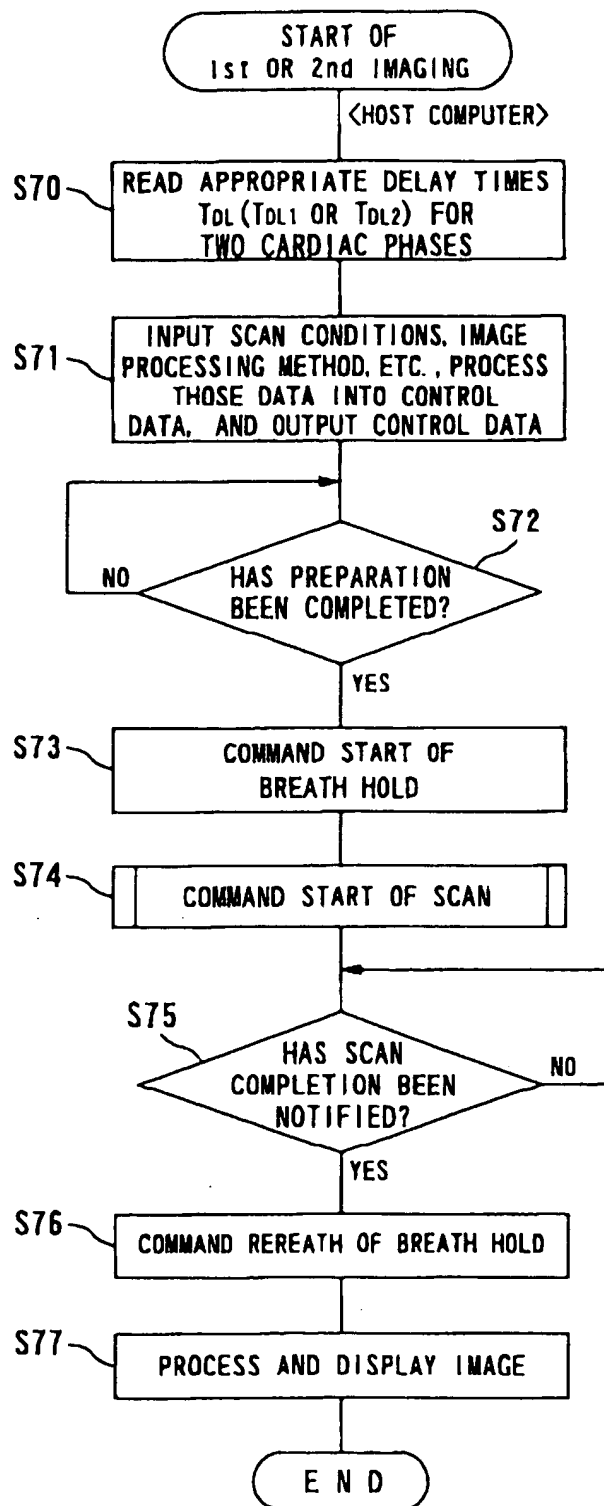 START OF
1st OR 2nd IMAGING
<HOST COMPUTER>
S70
READ APPROPRIATE DELAY TIMES
TDL (TDL1 OR TDL2) FOR
TWO CARDIAC PHASES
S71
INPUT SCAN CONDITIONS, IMAGE
PROCESSING METHOD, ETC., PROCESS
THOSE DATA INTO CONTROL
DATA, AND OUTPUT CONTROL DATA
S72
NO
HAS PREPARATION
BEEN COMPLETED?
YES
S73
COMMAND START OF
BREATH HOLD
S74
COMMAND START OF SCAN
S75
HAS SCAN
COMPLETION BEEN
NOTIFIED?
NO
YES
S76
COMMAND REREATH OF BREATH HOLD
S77
PROCESS AND DISPLAY IMAGE
END